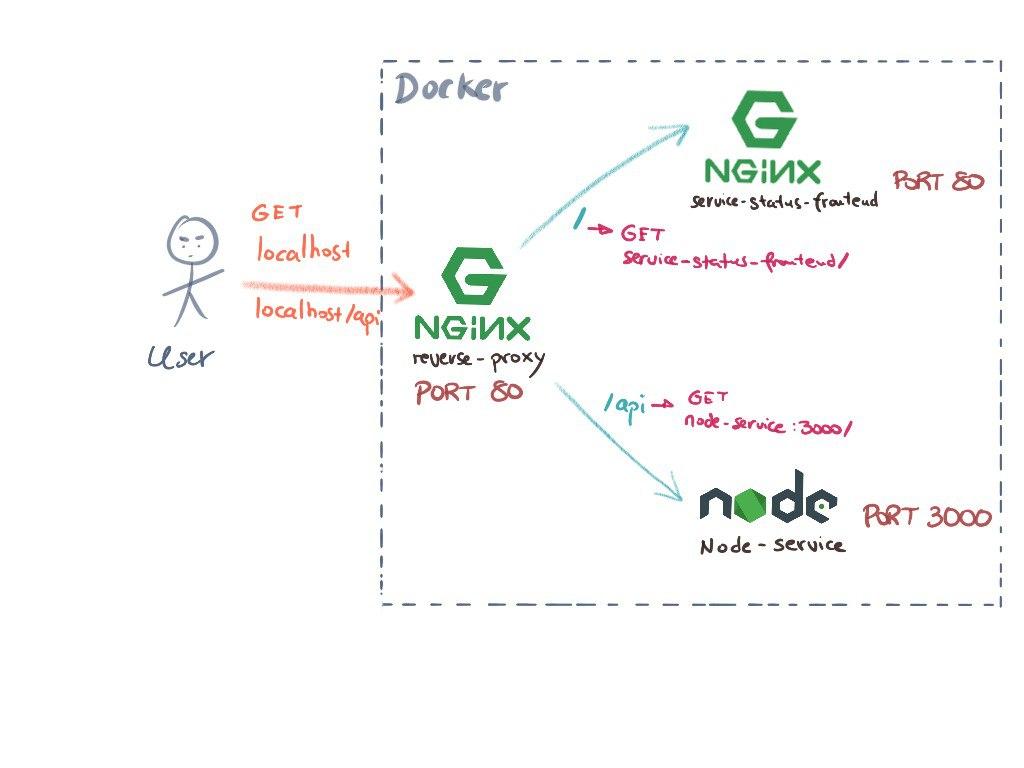 Docker
GET
localhost
localhost/api
User
NGiNX
reverse-proxy
PORT 80
NGiNX
service-status-frontend
PORT 80
/ → GET
service-status-frontend/
/api → GET
node-service:3000/
node
Node-service
PORT 3000